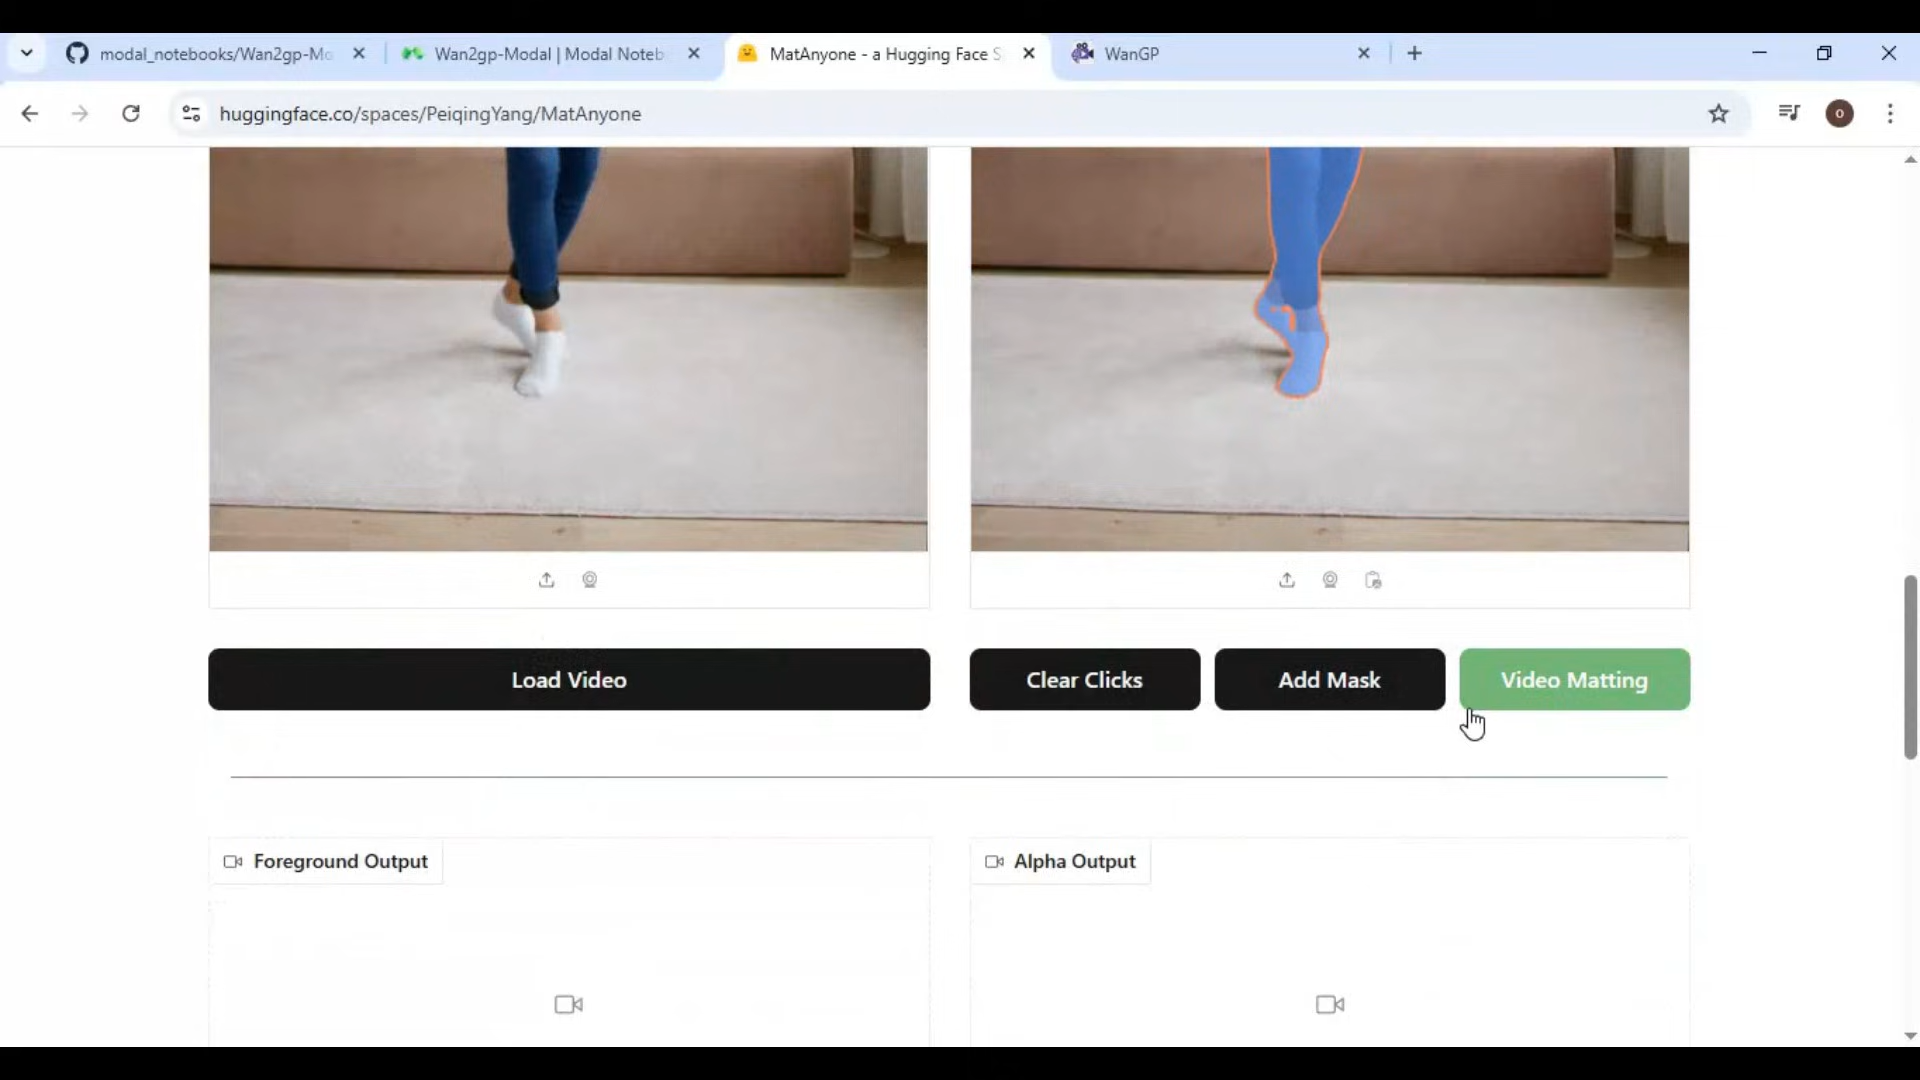 modal_notebooks/Wan2gp-Mo
Wan2gp-Modal | Modal Noteb
MatAnyone - a Hugging Face S
WanGP
huggingface.co/spaces/PeiqingYang/MatAnyone
o
Load Video
Clear Clicks
Add Mask
Video Matting
Foreground Output
Alpha Output